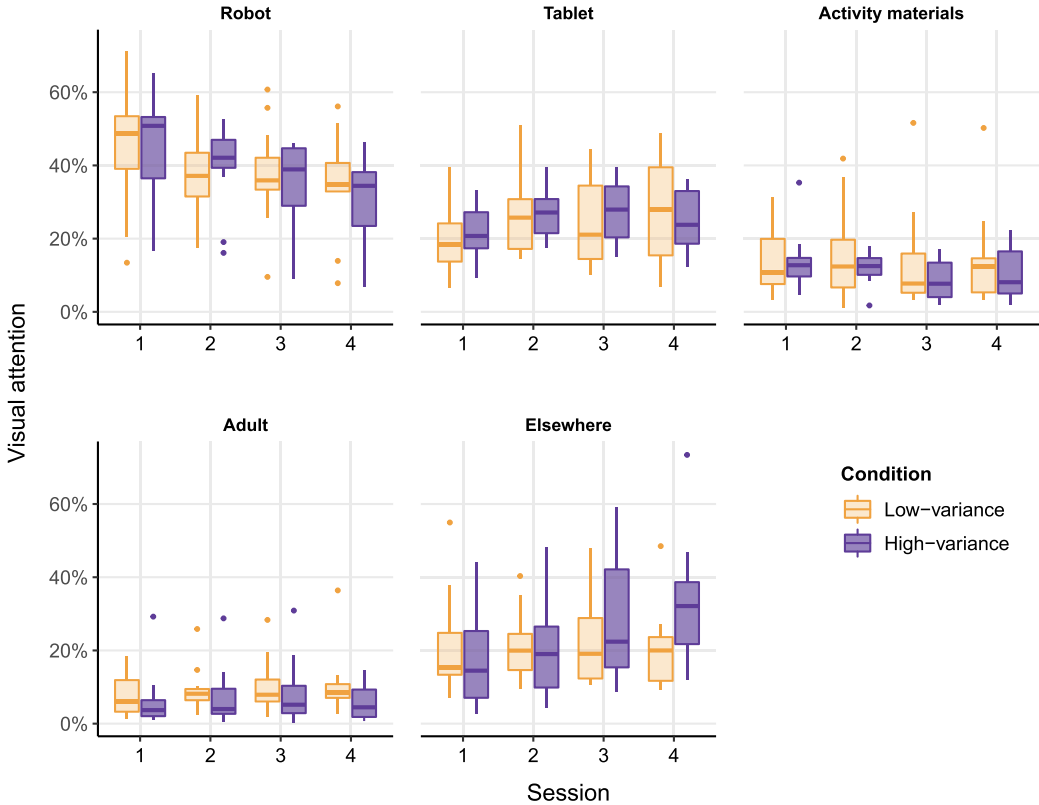 Robot Tablet Activity materials
60%
40%
20%
0%
1 2 3 4 1 2 3 4 1 2 3 4
Visual attention
Adult Elsewhere
60%
40%
20%
0%
1 2 3 4 1 2 3 4
Condition
Low−variance
High−variance
Session